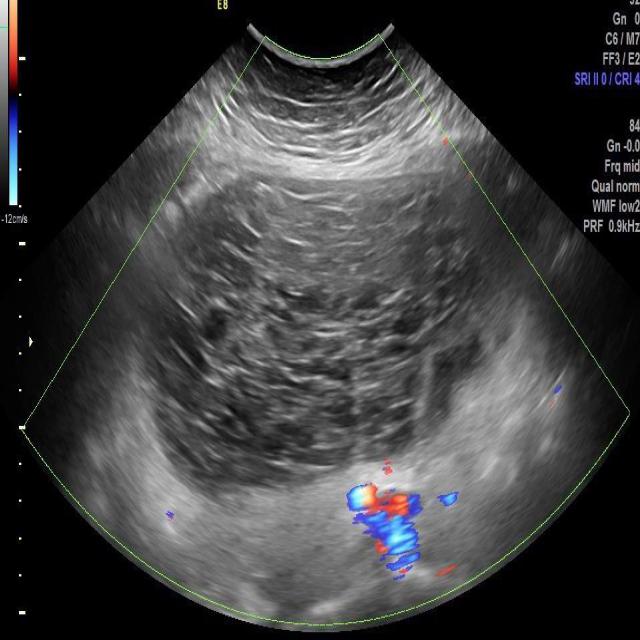 EB
Gn 0
C6 / M7
FF3 / E2
SRI II 0 / CRI 4
84
Gn -0.0
Frq mid
Qual norm
WMF low2
PRF 0.9kHz
-12cm/s